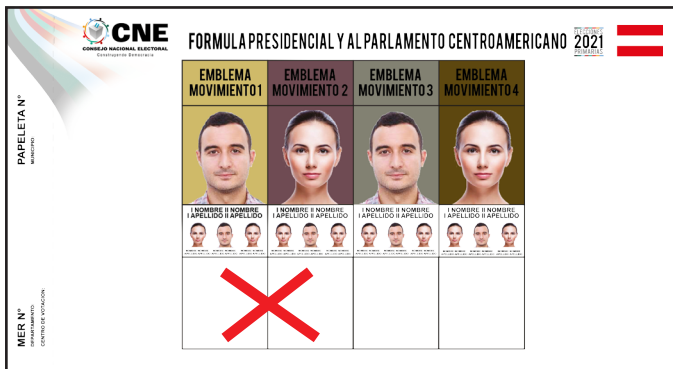 CNE
CONSEJO NACIONAL ELECTORAL
Construyendo Democracia
FORMULA PRESIDENCIAL Y AL PARLAMENTO CENTROAMERICANO
ELECCIONES
2021
PRIMARIAS
PAPELETA N°
MUNICIPIO
MER N°
DEPARTAMENTO
CENTRO DE VOTACION:
EMBLEMA
MOVIMIENTO 1
EMBLEMA
MOVIMIENTO 2
EMBLEMA
MOVIMIENTO 3
EMBLEMA
MOVIMIENTO 4
I NOMBRE II NOMBRE
I APELLIDO II APELLIDO
I NOMBRE II NOMBRE
I APELLIDO II APELLIDO
I NOMBRE II NOMBRE
I APELLIDO II APELLIDO
I NOMBRE II NOMBRE
I APELLIDO II APELLIDO